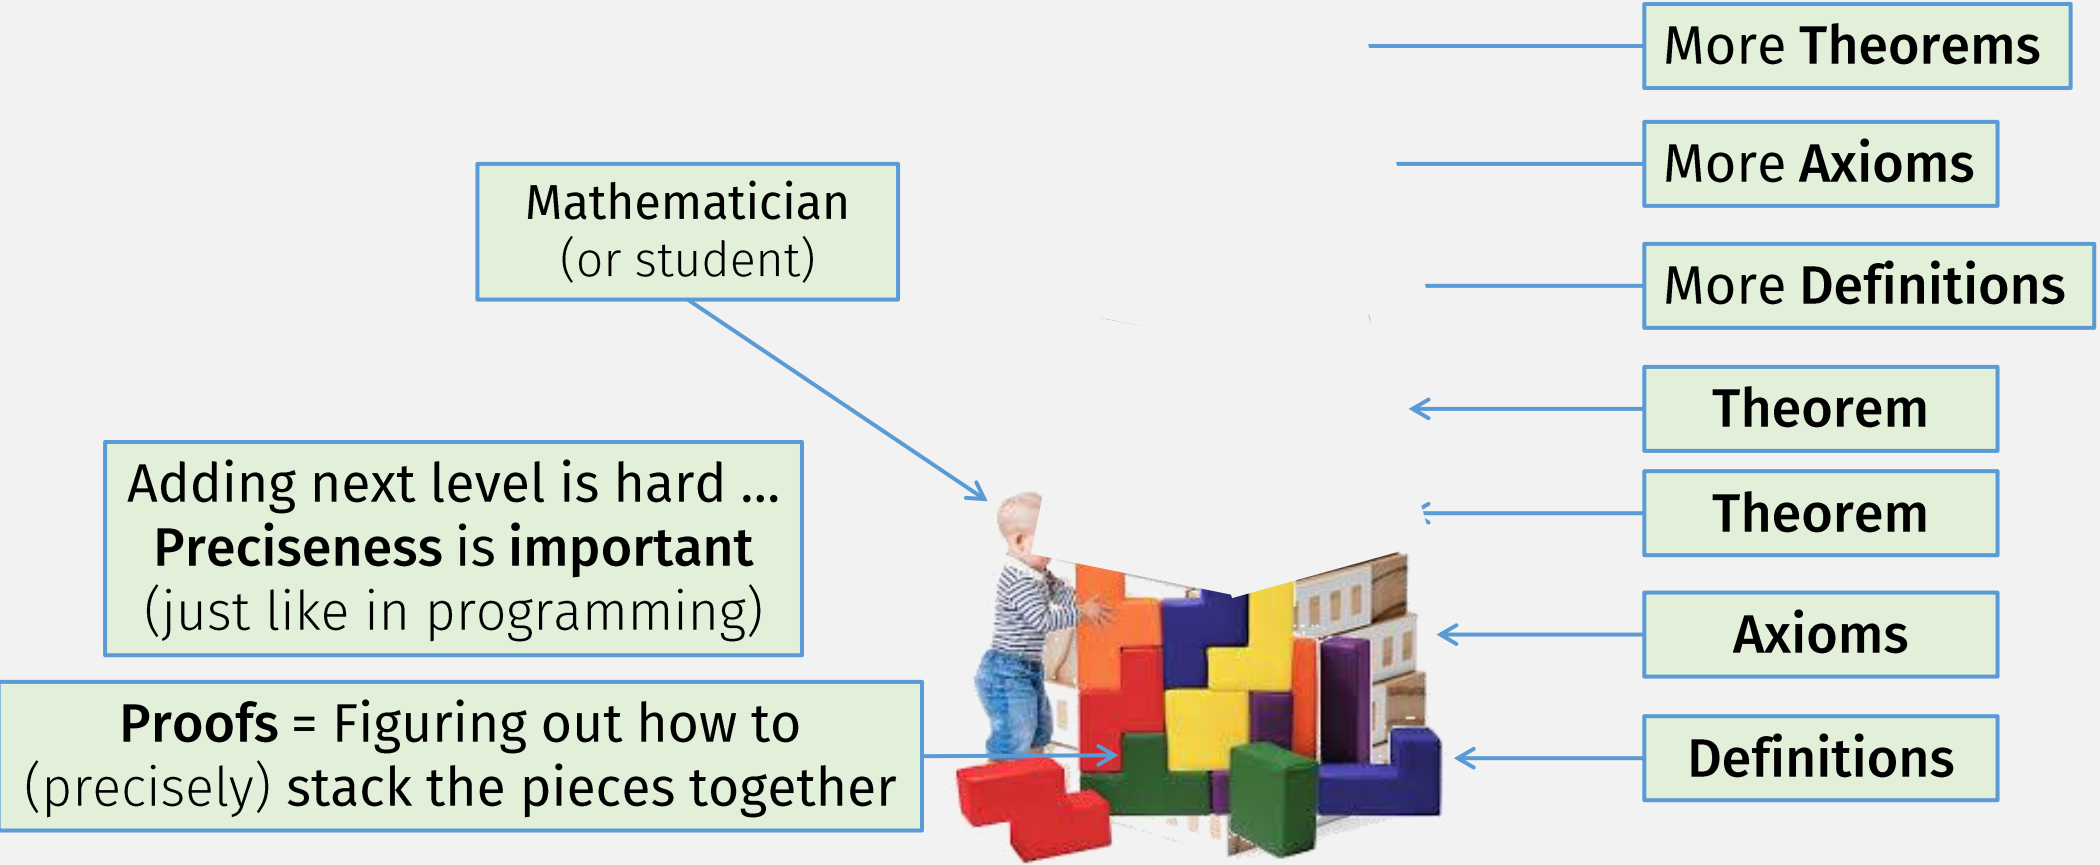 More Theorems
More Axioms
Mathematician
(or student)
More Definitions
Theorem
Adding next level is hard ...
Preciseness is important
(just like in programming)
Theorem
Axioms
Proofs = Figuring out how to
(precisely) stack the pieces together
Definitions